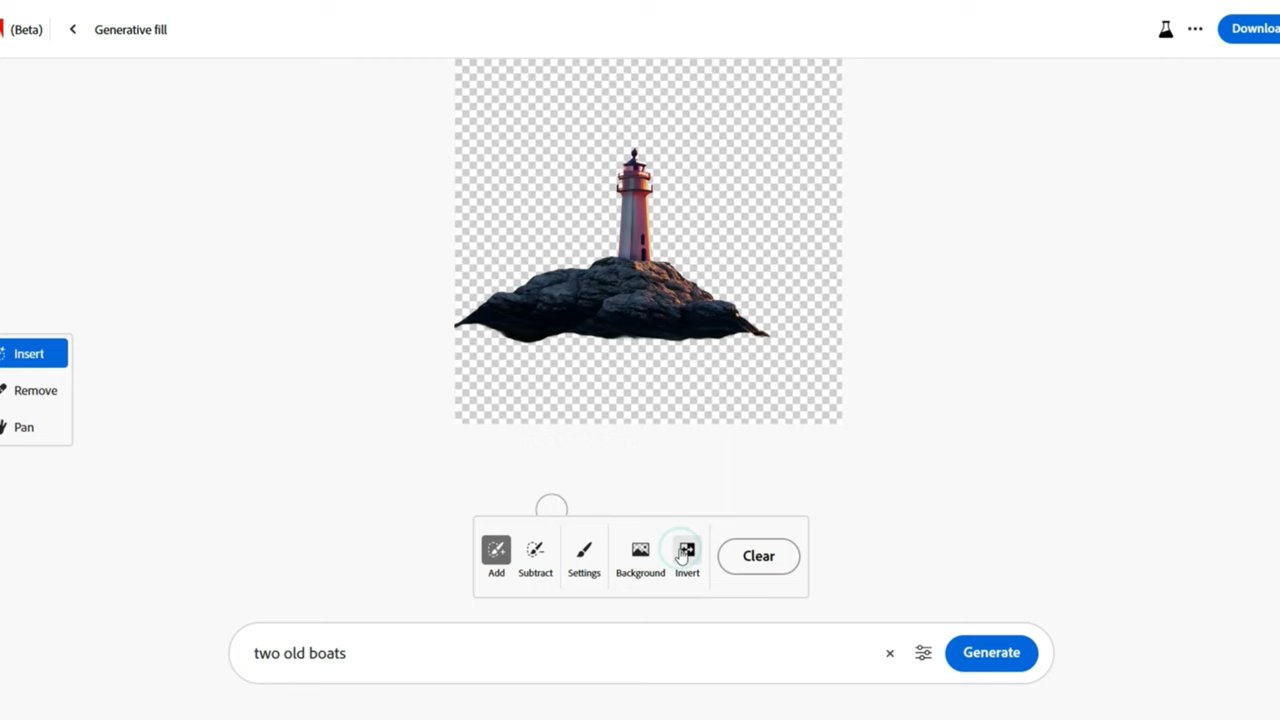 (Beta)
Generative fill
Downloa
Insert
Remove
Pan
Add
Subtract
Settings
Background
Invert
Clear
two old boats
Generate